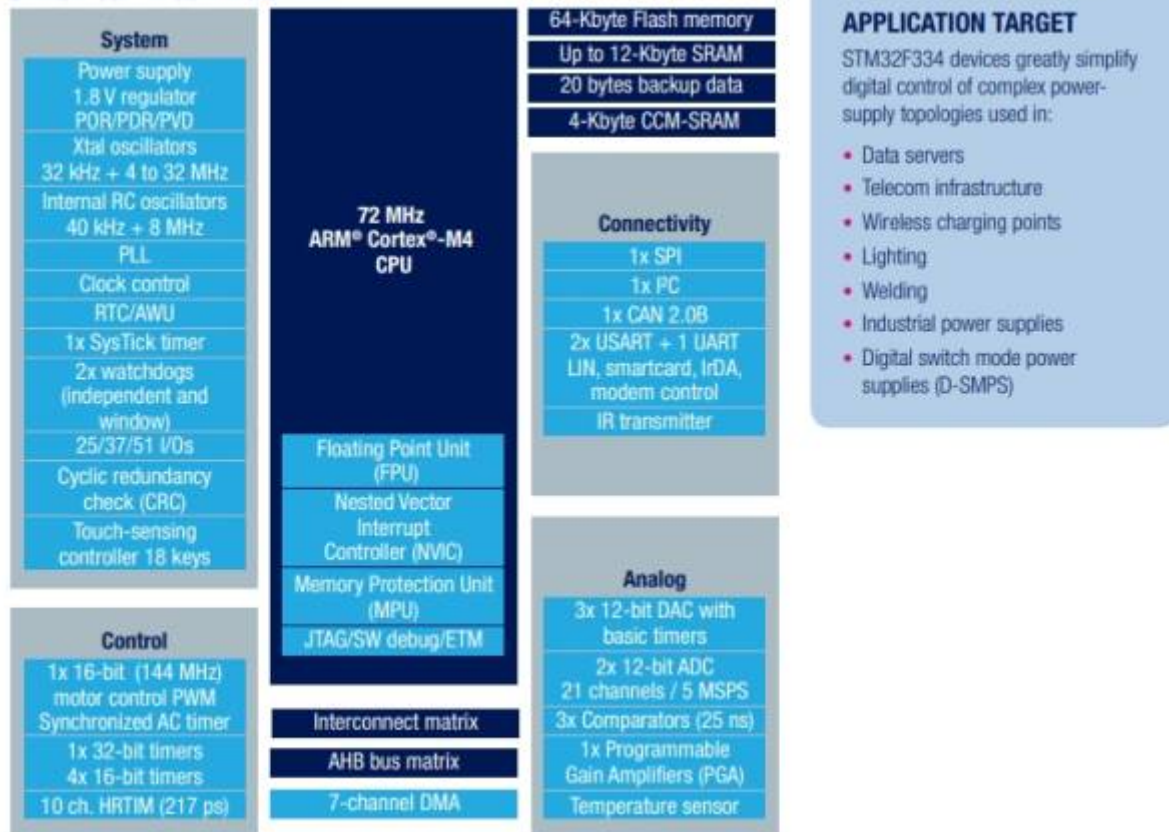 System
Power supply
1.8 V regulator
POR/PDR/PVD
Xtal oscillators
32 kHz + 4 to 32 MHz
Internal RC oscillators
40 kHz + 8 MHz
PLL
Clock control
RTC/AWU
1x SysTick timer
2x watchdogs
(independent and
window)
25/37/51 I/Os
Cyclic redundancy
check (CRC)
Touch-sensing
controller 18 keys
Control
1x 16-bit (144 MHz)
motor control PWM
Synchronized AC timer
1x 32-bit timers
4x 16-bit timers
10 ch. HRTIM (217 ps)
72 MHz
ARM® Cortex®-M4
CPU
Floating Point Unit
(FPU)
Nested Vector
Interrupt
Controller (NVIC)
Memory Protection Unit
(MPU)
JTAG/SW debug/ETM
Interconnect matrix
AHB bus matrix
7-channel DMA
64-Kbyte Flash memory
Up to 12-Kbyte SRAM
20 bytes backup data
4-Kbyte CCM-SRAM
Connectivity
1x SPI
1x I²C
1x CAN 2.0B
2x USART + 1 UART
LIN, smartcard, IrDA,
modem control
IR transmitter
Analog
3x 12-bit DAC with
basic timers
2x 12-bit ADC
21 channels / 5 MSPS
3x Comparators (25 ns)
1x Programmable
Gain Amplifiers (PGA)
Temperature sensor
APPLICATION TARGET
STM32F334 devices greatly simplify
digital control of complex power-
supply topologies used in:
• Data servers
• Telecom infrastructure
• Wireless charging points
• Lighting
• Welding
• Industrial power supplies
• Digital switch mode power
supplies (D-SMPS)